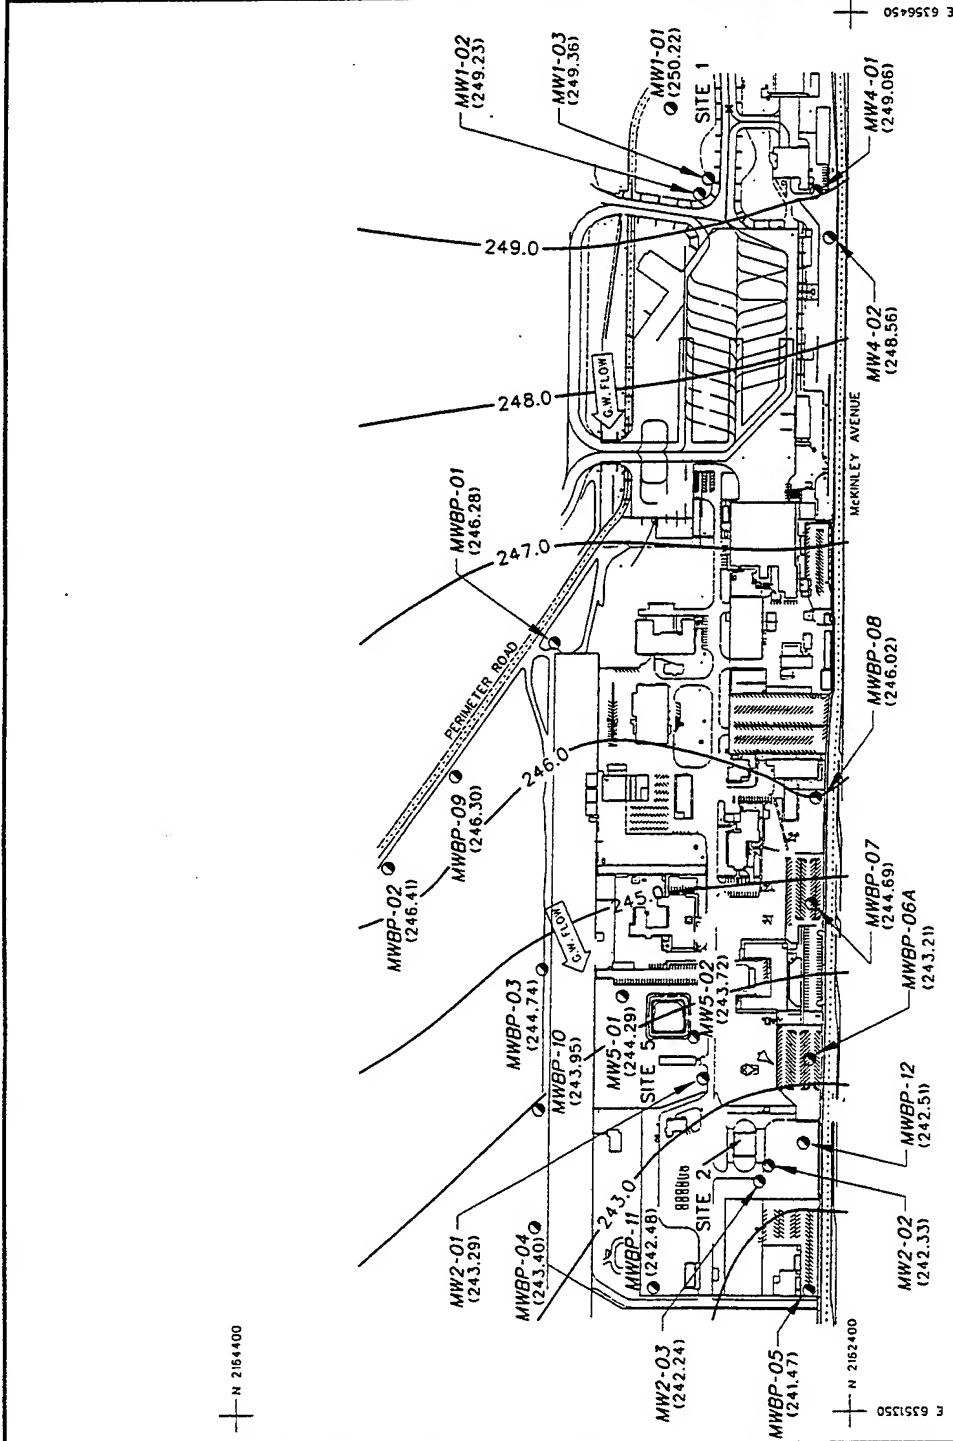 E 6356450
MW1-02
(249.23)
MW1-03
(249.36)
MW1-01
(250.22)
SITE 1
MW4-01
(249.06)
249.0
MW4-02
(248.56)
G.W. FLOW
248.0
McKINLEY AVENUE
MWBP-01
(246.28)
247.0
PERIMETER ROAD
MWBP-08
(246.02)
246.0
MWBP-09
(246.30)
MWBP-02
(246.41)
MWBP-07
(244.69)
245.0
G.W. FLOW
MWBP-06A
(243.21)
MWBP-03
(244.74)
MW5-02
(243.72)
MW5-01
(244.29)
SITE 5
MWBP-10
(243.95)
MWBP-12
(242.51)
MW2-01
(243.29)
243.0
SITE 2
MWBP-04
(243.40)
MWBP-11
(242.48)
MW2-02
(242.33)
MW2-03
(242.24)
MWBP-05
(241.47)
N 2164400
N 2162400
E 6351350